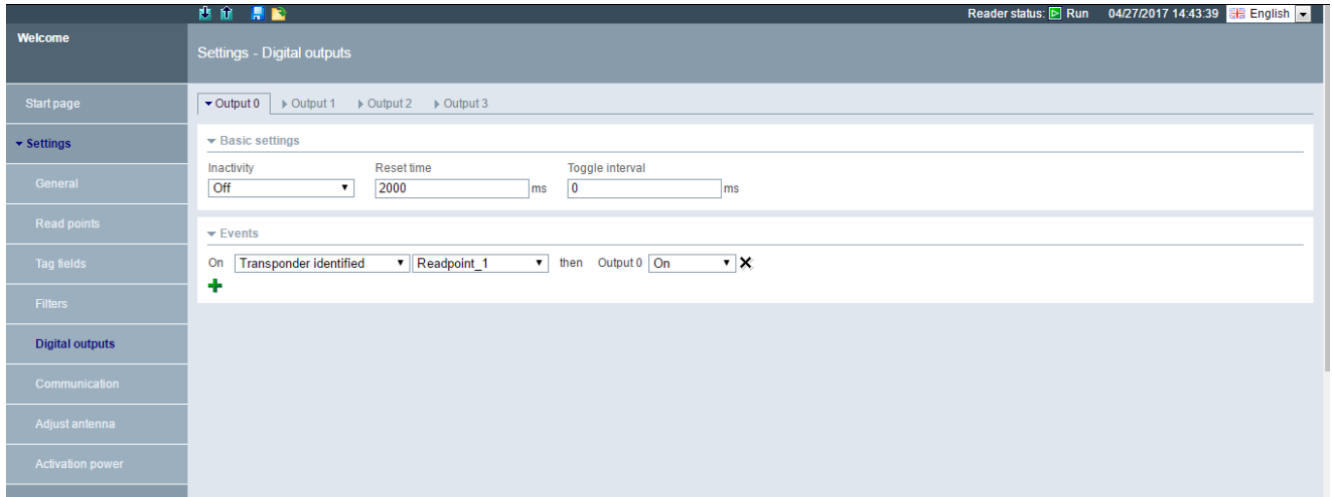 Reader status: Run 04/27/2017 14:43:39 English
Welcome
Settings - Digital outputs
Start page
Output 0 Output 1 Output 2 Output 3
Settings
Basic settings
Inactivity Reset time Toggle interval
Off 2000 ms 0 ms
General
Read points
Events
Tag fields
On Transponder identified Readpoint_1 then Output 0 On
Filters
Digital outputs
Communication
Adjust antenna
Activation power